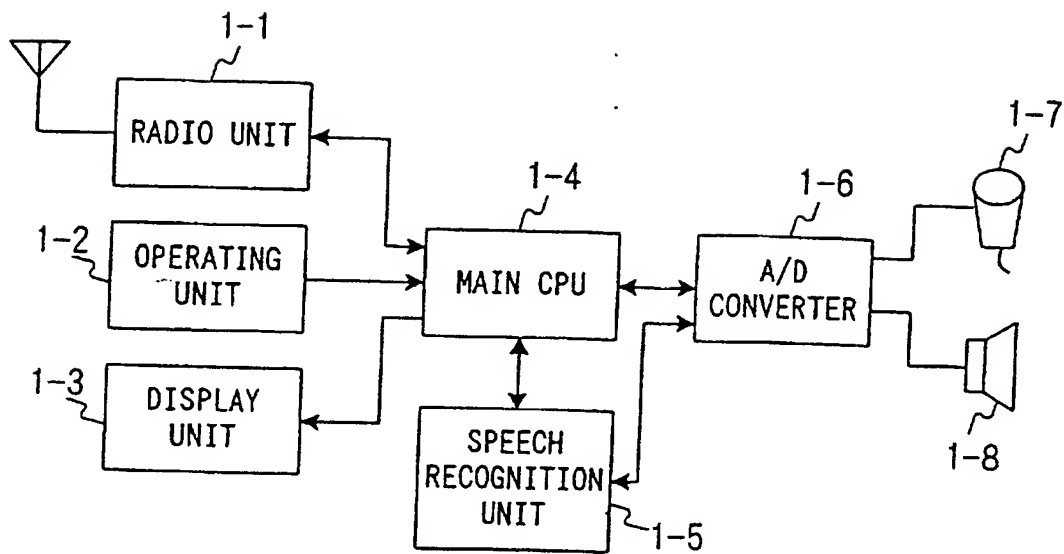 1-1
RADIO UNIT
1-2
OPERATING
UNIT
1-3
DISPLAY
UNIT
1-4
MAIN CPU
SPEECH
RECOGNITION
UNIT
1-5
1-6
A/D
CONVERTER
1-7
1-8